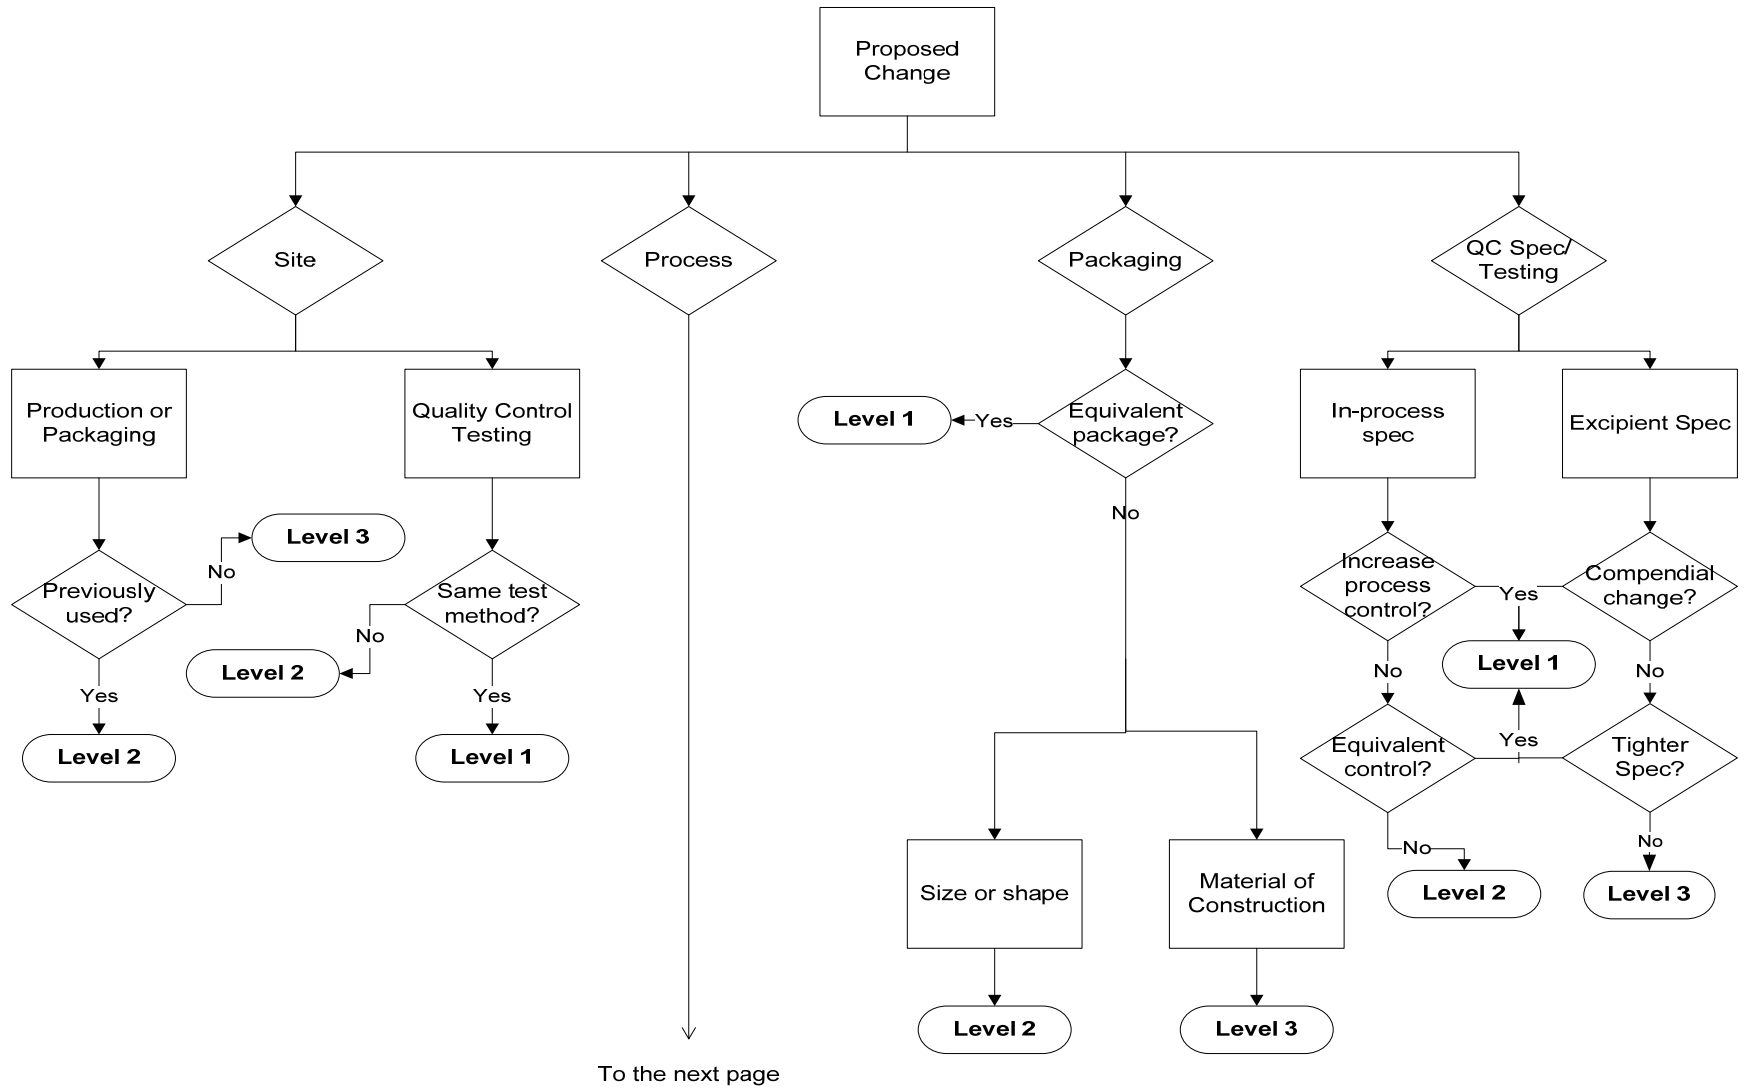 Proposed
Change
Site
Process
Packaging
QC Spec/
Testing
Production or
Packaging
Quality Control
Testing
Level 1
Yes
Equivalent
package?
In-process
spec
Excipient Spec
No
Level 3
No
Previously
used?
Same test
method?
Increase
process
control?
Yes
Compendial
change?
No
Level 2
Level 1
No
No
Yes
Yes
Level 2
Level 1
Equivalent
control?
Yes
Tighter
Spec?
No
No
Size or shape
Material of
Construction
Level 2
Level 3
Level 2
Level 3
To the next page